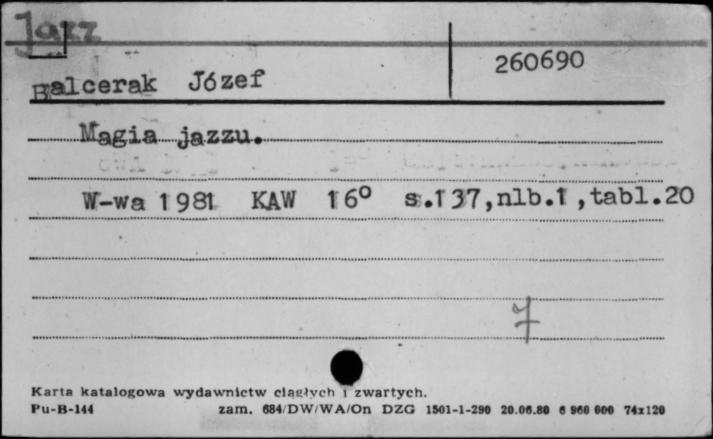 Jazz
Balcerak Józef 260690
Magia jazzu.
W-wa 1981 KAW 16° s.137,nlb.1,tabl.20
7
Karta katalogowa wydawnictw ciągłych i zwartych.
Pu-B-144 zam. 684/DW/WA/On DZG 1501-1-290 20.06.80 6 960 000 74x120